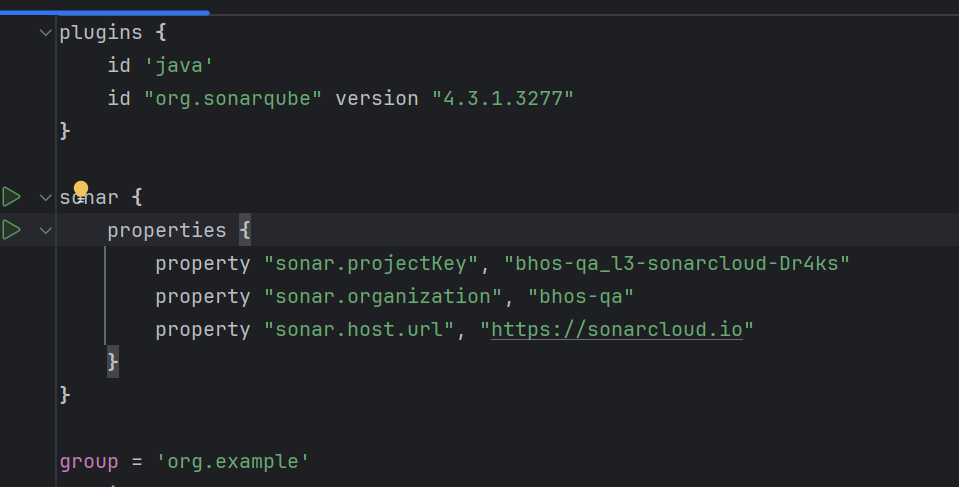 plugins {
    id 'java'
    id "org.sonarqube" version "4.3.1.3277"
}
sonar {
    properties {
        property "sonar.projectKey", "bhos-qa_l3-sonarcloud-Dr4ks"
        property "sonar.organization", "bhos-qa"
        property "sonar.host.url", "https://sonarcloud.io"
    }
}
group = 'org.example'